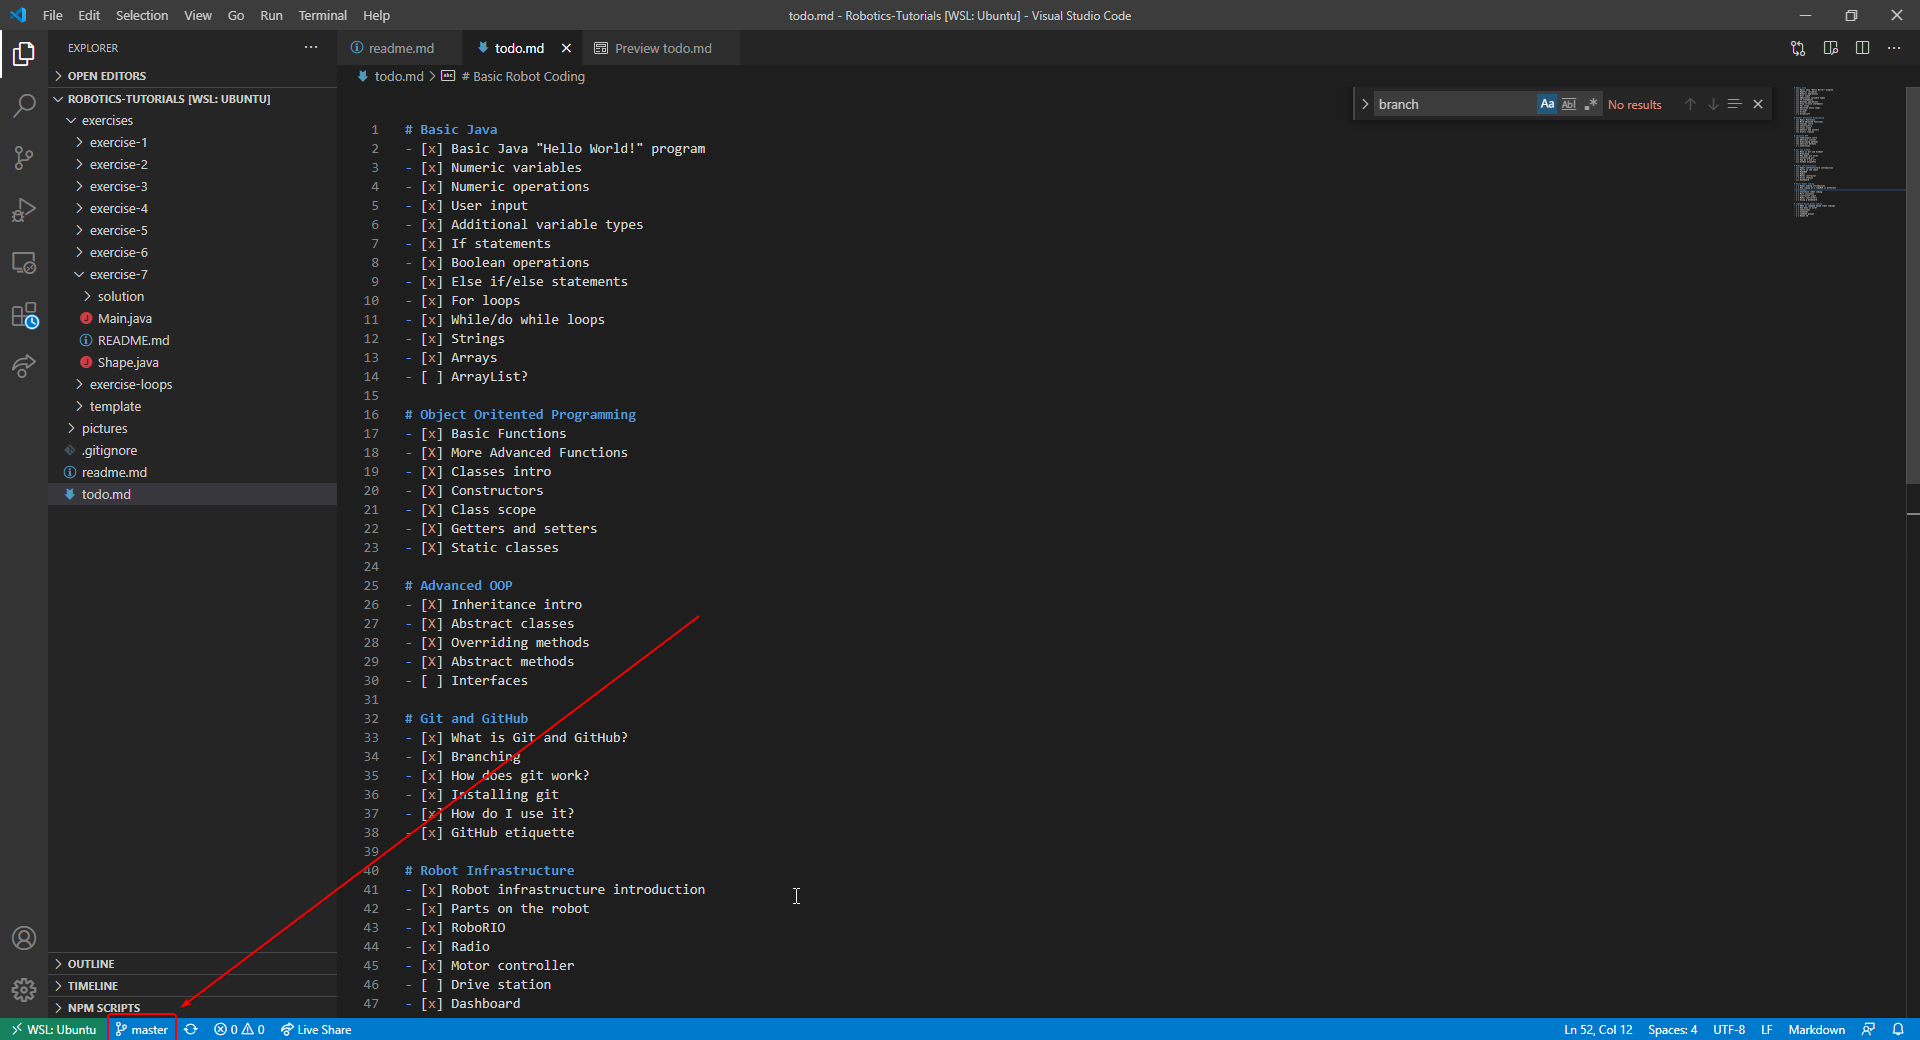 File Edit Selection View Go Run Terminal Help
todo.md - Robotics-Tutorials [WSL: Ubuntu] - Visual Studio Code
EXPLORER
OPEN EDITORS
ROBOTICS-TUTORIALS [WSL: UBUNTU]
exercises
exercise-1
exercise-2
exercise-3
exercise-4
exercise-5
exercise-6
exercise-7
solution
Main.java
README.md
Shape.java
exercise-loops
template
pictures
.gitignore
readme.md
todo.md
OUTLINE
TIMELINE
NPM SCRIPTS
readme.md
todo.md
Preview todo.md
todo.md > # Basic Robot Coding
branch
Aa Abl .*
No results
1 # Basic Java
2 - [x] Basic Java "Hello World!" program
3 - [x] Numeric variables
4 - [x] Numeric operations
5 - [x] User input
6 - [x] Additional variable types
7 - [x] If statements
8 - [x] Boolean operations
9 - [x] Else if/else statements
10 - [x] For loops
11 - [x] While/do while loops
12 - [x] Strings
13 - [x] Arrays
14 - [ ] ArrayList?
15
16 # Object Oritented Programming
17 - [x] Basic Functions
18 - [X] More Advanced Functions
19 - [X] Classes intro
20 - [X] Constructors
21 - [X] Class scope
22 - [X] Getters and setters
23 - [X] Static classes
24
25 # Advanced OOP
26 - [X] Inheritance intro
27 - [X] Abstract classes
28 - [X] Overriding methods
29 - [X] Abstract methods
30 - [ ] Interfaces
31
32 # Git and GitHub
33 - [x] What is Git and GitHub?
34 - [x] Branching
35 - [x] How does git work?
36 - [x] Installing git
37 - [x] How do I use it?
38 - [x] GitHub etiquette
39
40 # Robot Infrastructure
41 - [x] Robot infrastructure introduction
42 - [x] Parts on the robot
43 - [x] RoboRIO
44 - [x] Radio
45 - [x] Motor controller
46 - [ ] Drive station
47 - [x] Dashboard
WSL: Ubuntu master 0 0 Live Share
Ln 52, Col 12 Spaces: 4 UTF-8 LF Markdown